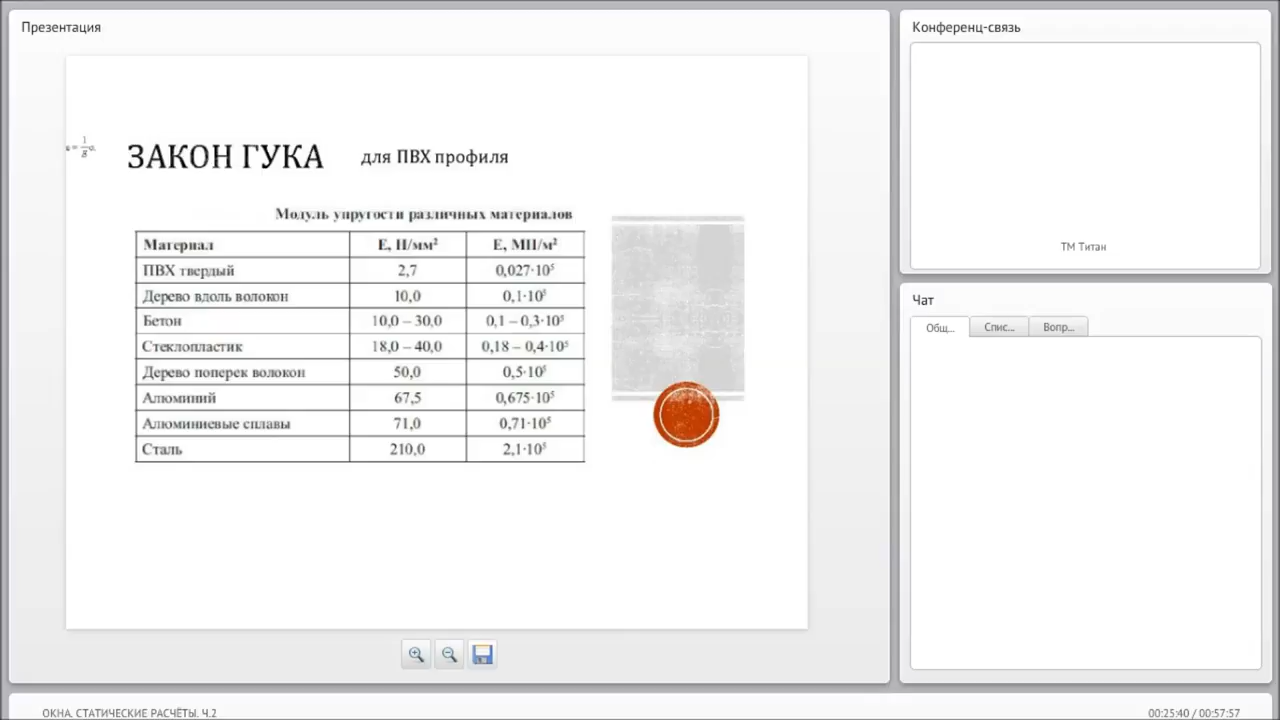 Презентация
ЗАКОН ГУКА для ПВХ профиля
Модуль упругости различных материалов
Материал E, Н/мм² E, МН/м²
ПВХ твердый 2,7 0,027·10⁵
Дерево вдоль волокон 10,0 0,1·10⁵
Бетон 10,0 – 30,0 0,1 – 0,3·10⁵
Стеклопластик 18,0 – 40,0 0,18 – 0,4·10⁵
Дерево поперек волокон 50,0 0,5·10⁵
Алюминий 67,5 0,675·10⁵
Алюминиевые сплавы 71,0 0,71·10⁵
Сталь 210,0 2,1·10⁵
Конференц-связь
ТМ Титан
Чат
Общ... Спис... Вопр...
ОКНА. СТАТИЧЕСКИЕ РАСЧЁТЫ. Ч.2
00:25:40 / 00:57:57